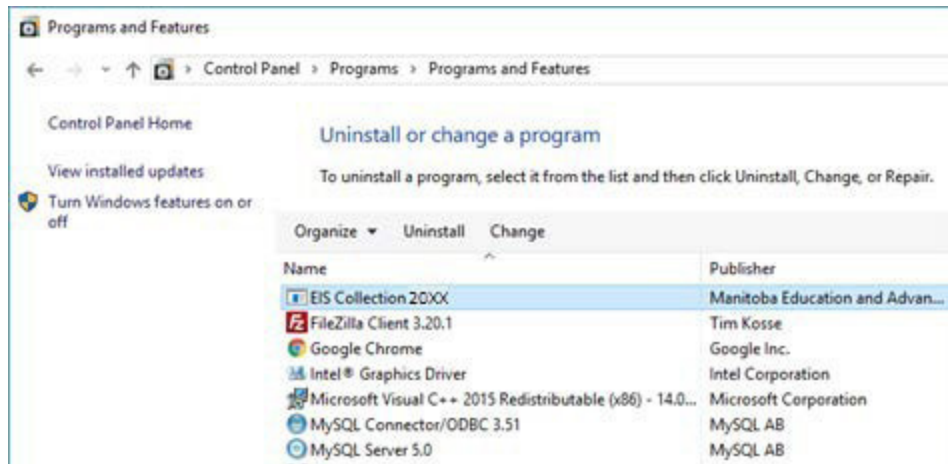 Programs and Features
Control Panel > Programs > Programs and Features
Control Panel Home
Uninstall or change a program
View installed updates
To uninstall a program, select it from the list and then click Uninstall, Change, or Repair.
Turn Windows features on or
off
Organize Uninstall Change
Name Publisher
EIS Collection 20XX Manitoba Education and Advan...
FileZilla Client 3.20.1 Tim Kosse
Google Chrome Google Inc.
Intel® Graphics Driver Intel Corporation
Microsoft Visual C++ 2015 Redistributable (x86) - 14.0... Microsoft Corporation
MySQL Connector/ODBC 3.51 MySQL AB
MySQL Server 5.0 MySQL AB